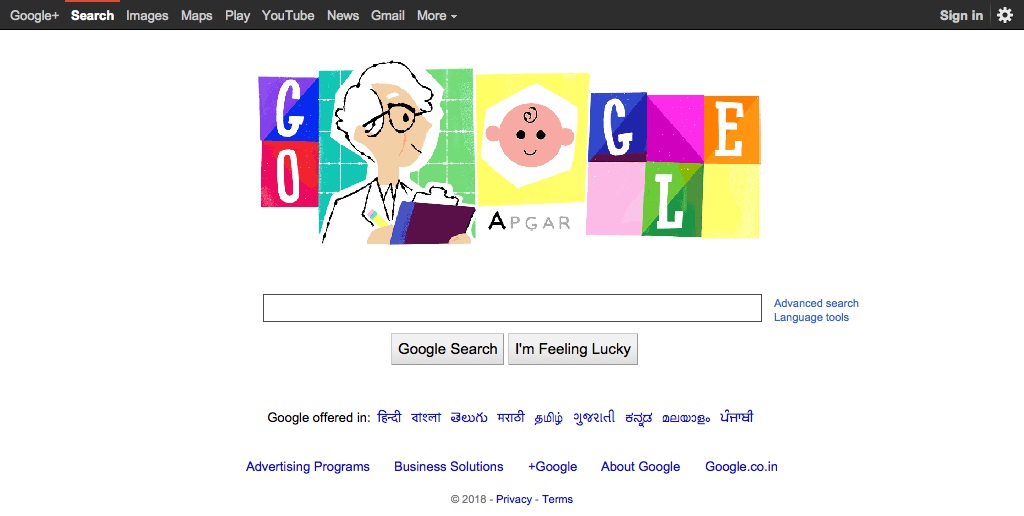 Google+ Search Images Maps Play YouTube News Gmail More Sign in
G G E
O APGAR L
Advanced search
Language tools
Google Search I'm Feeling Lucky
Google offered in: हिन्दी বাংলা తెలుగు मराठी தமிழ் ગુજરાતી ಕನ್ನಡ മലയാളം ਪੰਜਾਬੀ
Advertising Programs Business Solutions +Google About Google Google.co.in
© 2018 - Privacy - Terms